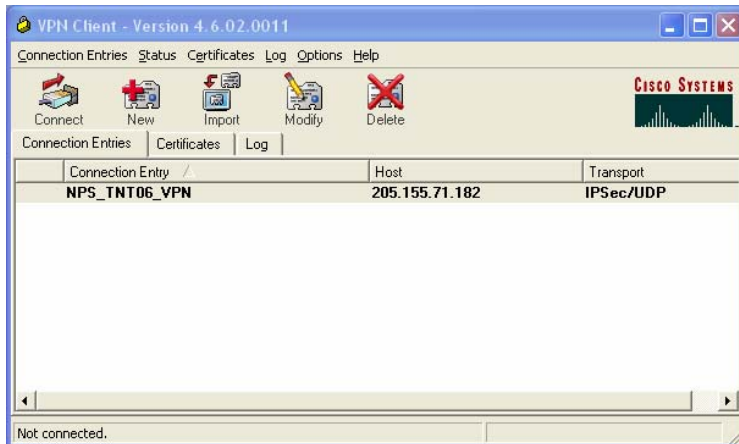 VPN Client - Version 4.6.02.0011
Connection Entries Status Certificates Log Options Help
Connect New Import Modify Delete
CISCO SYSTEMS
Connection Entries Certificates Log
Connection Entry Host Transport
NPS_TNT06_VPN 205.155.71.182 IPSec/UDP
Not connected.